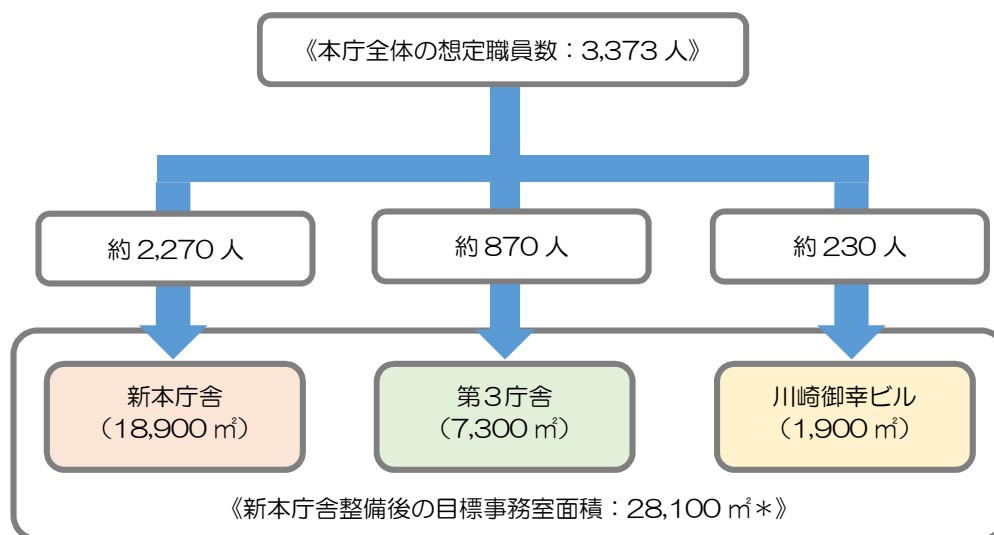 《本庁全体の想定職員数：3,373 人》
約 2,270 人
約 870 人
約 230 人
新本庁舎
（18,900 ㎡）
第３庁舎
（7,300 ㎡）
川崎御幸ビル
（1,900 ㎡）
《新本庁舎整備後の目標事務室面積：28,100 ㎡＊》